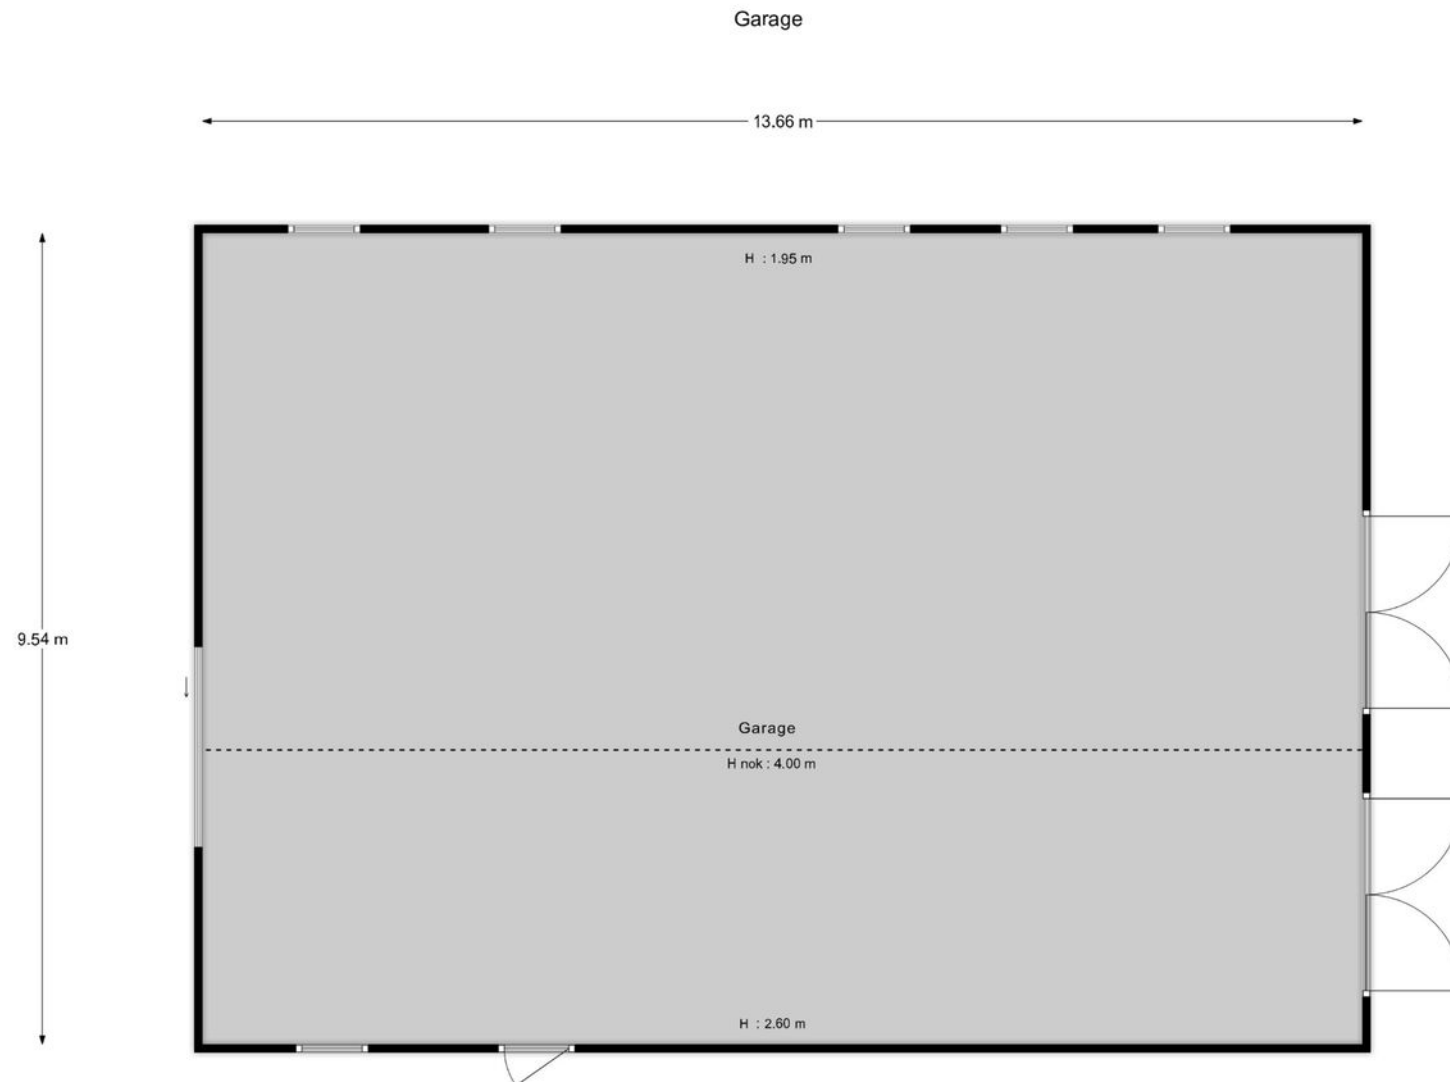 Garage
13.66 m
H : 1.95 m
9.54 m
Garage
H nok : 4.00 m
H : 2.60 m